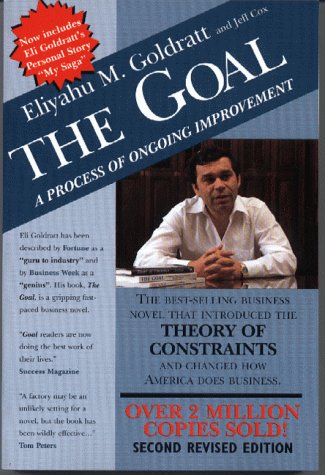 Now includes
Eli Goldratt's
Personal Story
"My Saga"
Eliyahu M. Goldratt and Jeff Cox
THE GOAL
A PROCESS OF ONGOING IMPROVEMENT
Eli Goldratt has been
described by Fortune as a
"guru to industry" and
by Business Week as a
"genius". His book, The
Goal, is a gripping fast-
paced business novel.
"Goal readers are now
doing the best work of
their lives."
Success Magazine
"A factory may be an
unlikely setting for a
novel, but the book has
been wildly effective..."
Tom Peters
THE GOAL
THE BEST-SELLING BUSINESS
NOVEL THAT INTRODUCED THE
THEORY OF
CONSTRAINTS
AND CHANGED HOW
AMERICA DOES BUSINESS.
OVER 2 MILLION
COPIES SOLD!
SECOND REVISED EDITION